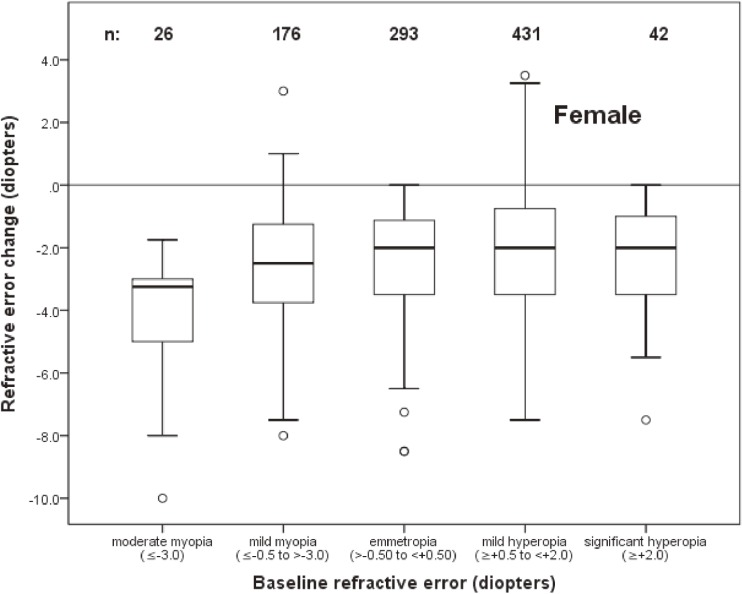 n: 26 176 293 431 42
Female
4.0
2.0
.0
-2.0
-4.0
-6.0
-8.0
-10.0
Refractive error change (diopters)
moderate myopia mild myopia emmetropia mild hyperopia significant hyperopia
(≤-3.0) (≤-0.5 to >-3.0) (>-0.50 to <+0.50) (≥+0.5 to <+2.0) (≥+2.0)
Baseline refractive error (diopters)